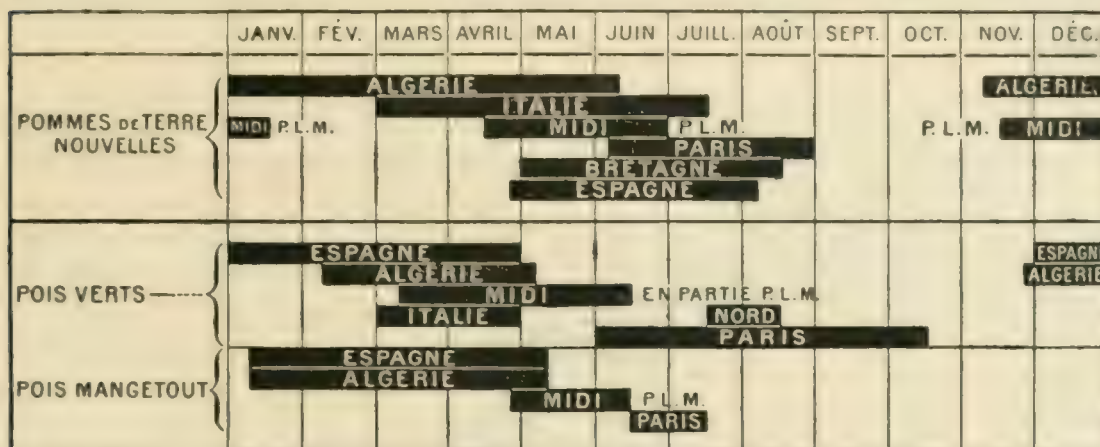 JANV. FÉV. MARS AVRIL MAI JUIN JUILL. AOÛT SEPT. OCT. NOV. DÉC.
POMMES DE TERRE
NOUVELLES
ALGERIE ALGERIE.
ITALIE
MIDI P.L.M. MIDI P.L.M. P.L.M. MIDI
PARIS
BRETAGNE
ESPAGNE
POIS VERTS
ESPAGNE ESPAGN
ALGÉRIE ALGERIE
MIDI EN PARTIE P.L.M.
ITALIE NORD
PARIS
POIS MANGETOUT
ESPAGNE
ALGERIE
MIDI P.L.M.
PARIS